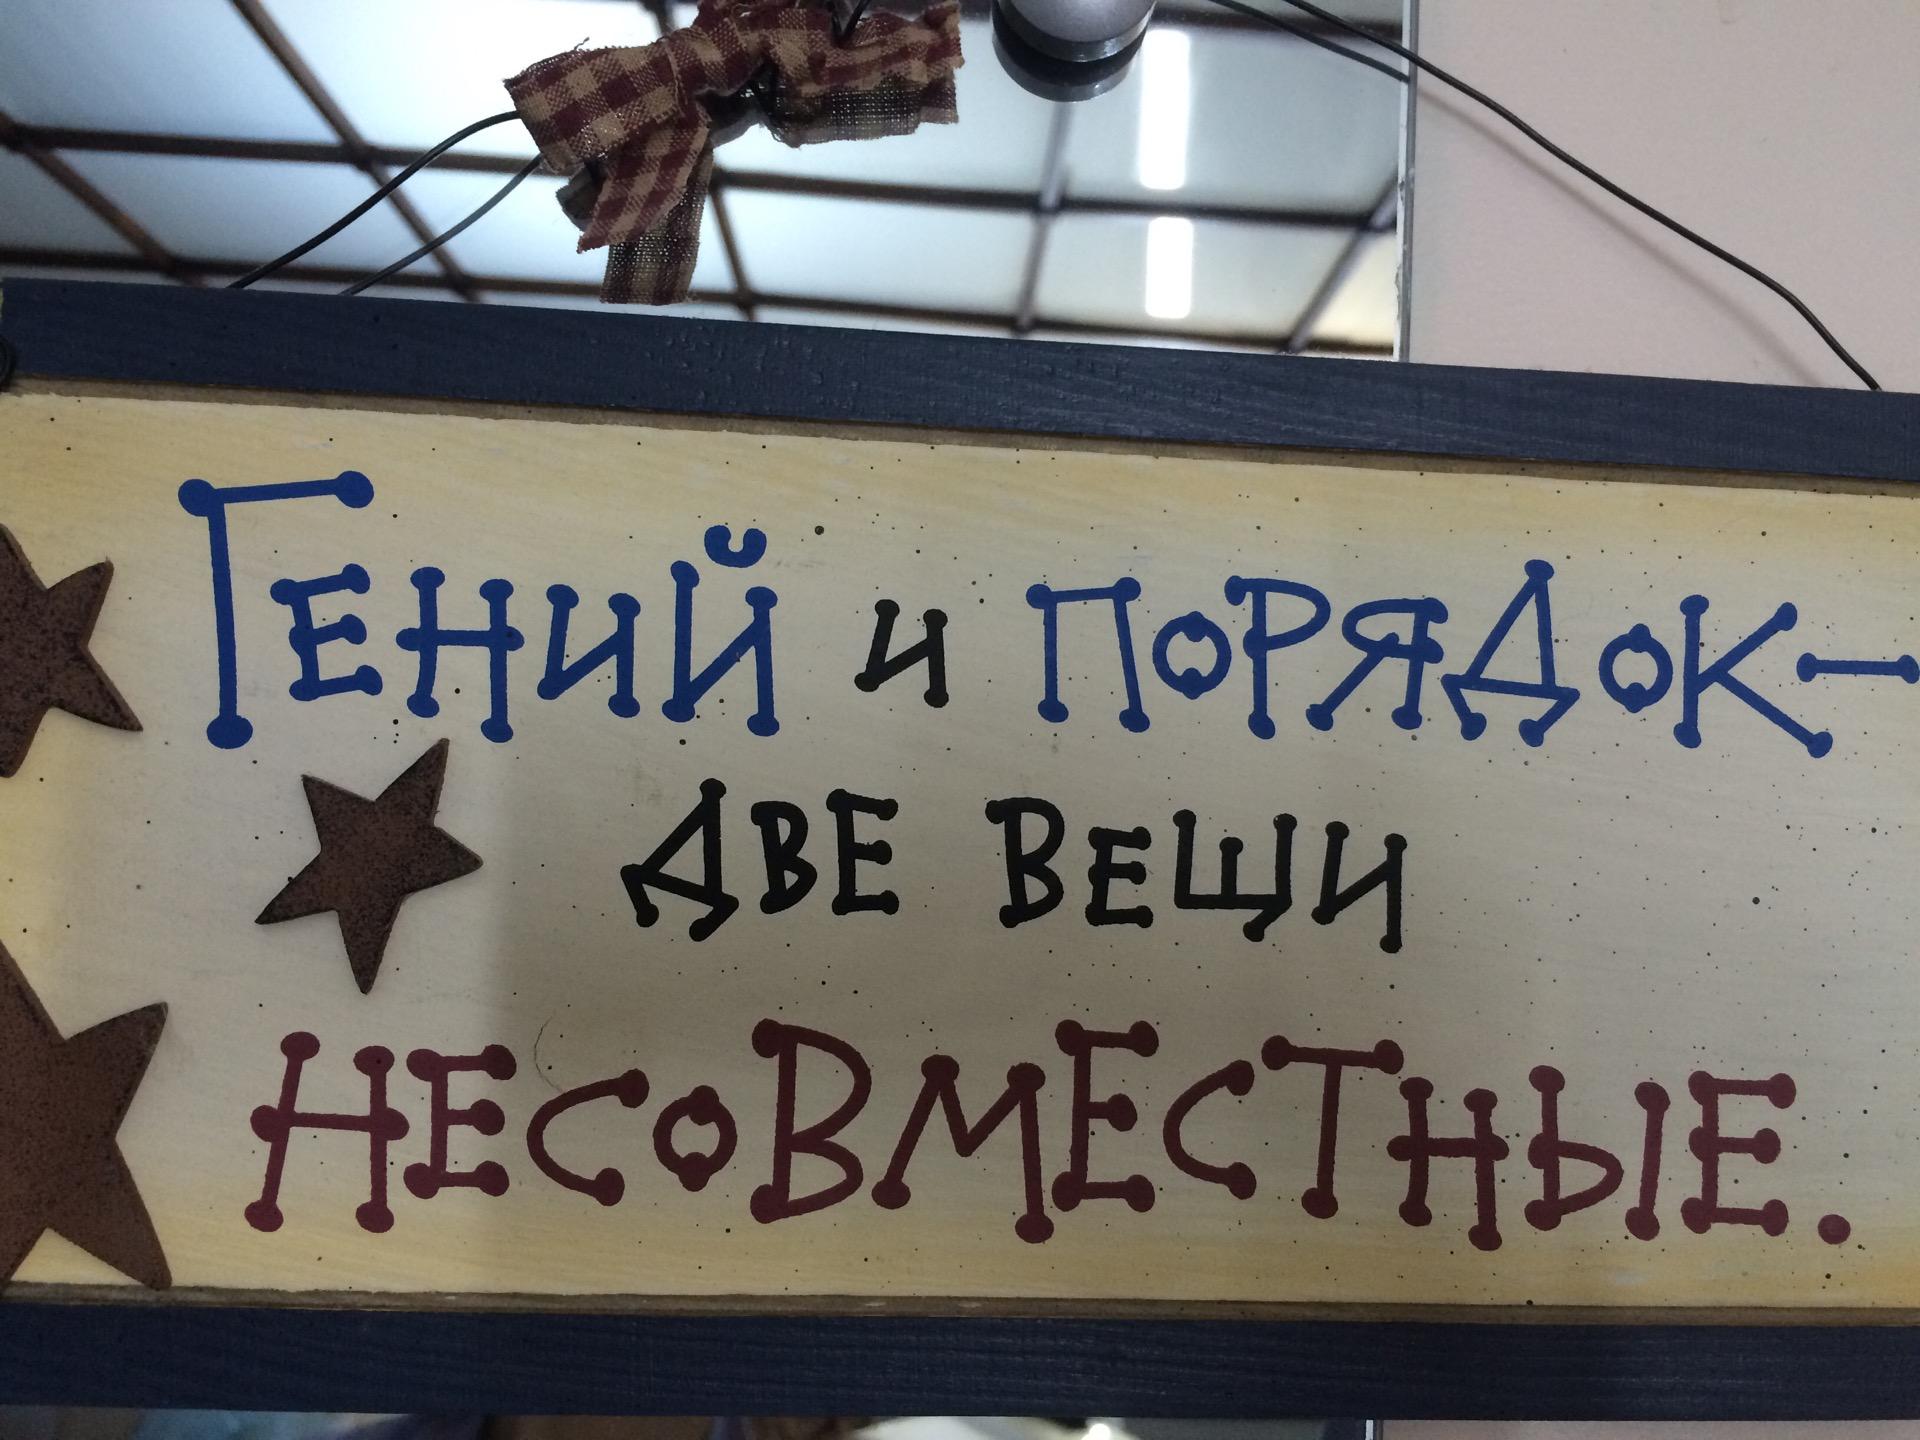 Гений и порядок—
две вещи
несовместные.